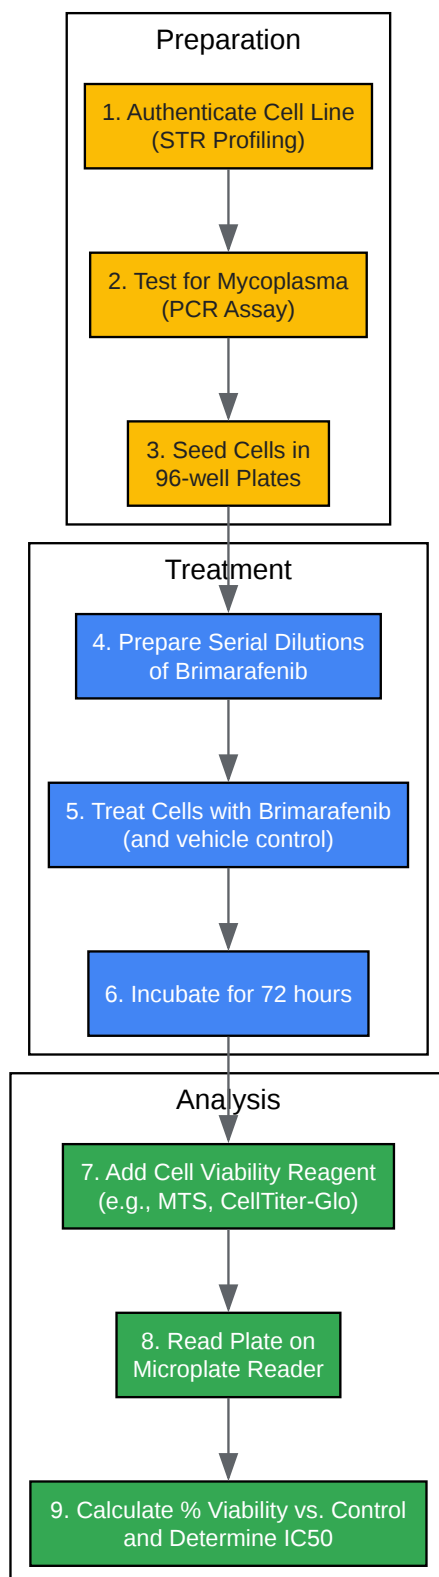 Preparation
1. Authenticate Cell Line
(STR Profiling)
2. Test for Mycoplasma
(PCR Assay)
3. Seed Cells in
96-well Plates
Treatment
4. Prepare Serial Dilutions
of Brimarafenib
5. Treat Cells with Brimarafenib
(and vehicle control)
6. Incubate for 72 hours
Analysis
7. Add Cell Viability Reagent
(e.g., MTS, CellTiter-Glo)
8. Read Plate on
Microplate Reader
9. Calculate % Viability vs. Control
and Determine IC50